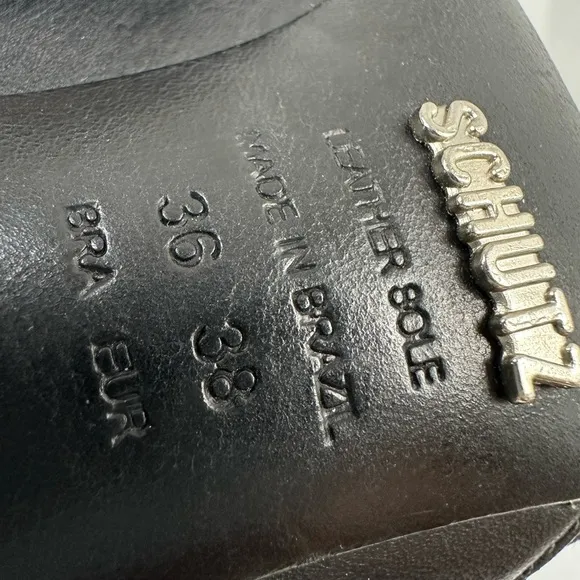 SCHUTZ
LEATHER SOLE
MADE IN BRAZIL
36 38
BRA EUR